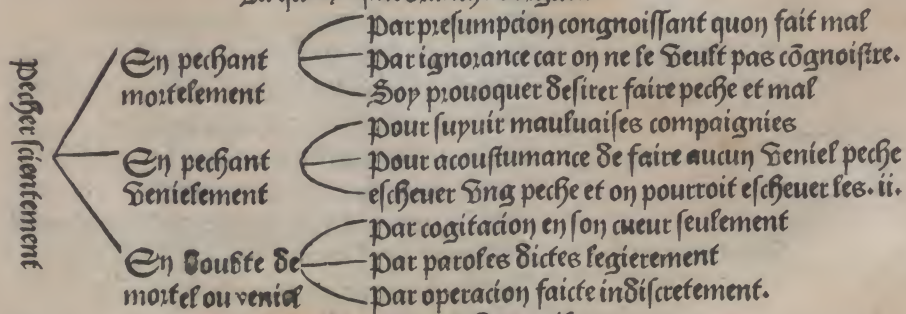 Pecher scientement
En pechant
mortelement
Par presumpcion congnoissant quon fait mal
Par ignorance car on ne le veult pas cõgnoistre.
Soy prouoquer desirer faire peche et mal
En pechant
venielement
Pour suyuir mauluaises compaignies
Pour acoustumance de faire aucun veniel peche
escheuer vng peche et on pourroit escheuer les. ii.
En doubte de
mortel ou veniel
Par cogitacion en son cueur seulement
Par paroles dictes legierement
Par operacion faicte indiscretement.